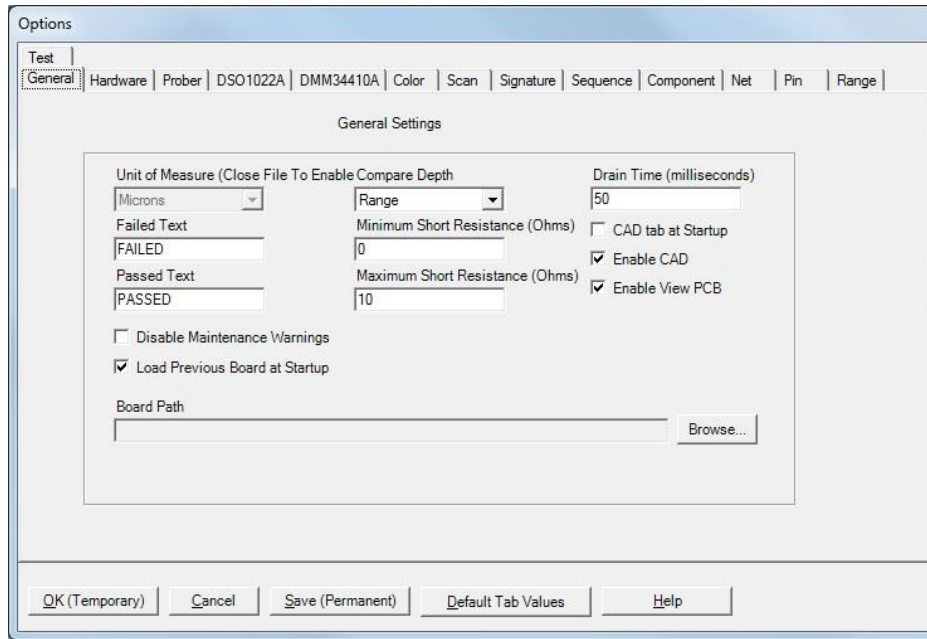 Options
Test
General Hardware Prober DSO1022A DMM34410A Color Scan Signature Sequence Component Net Pin Range
General Settings
Unit of Measure (Close File To Enable Compare Depth Drain Time (milliseconds)
Microns Range 50
Failed Text Minimum Short Resistance (Ohms) CAD tab at Startup
FAILED 0 Enable CAD
Passed Text Maximum Short Resistance (Ohms) Enable View PCB
PASSED 10
Disable Maintenance Warnings
Load Previous Board at Startup
Board Path
Browse...
OK (Temporary) Cancel Save (Permanent) Default Tab Values Help